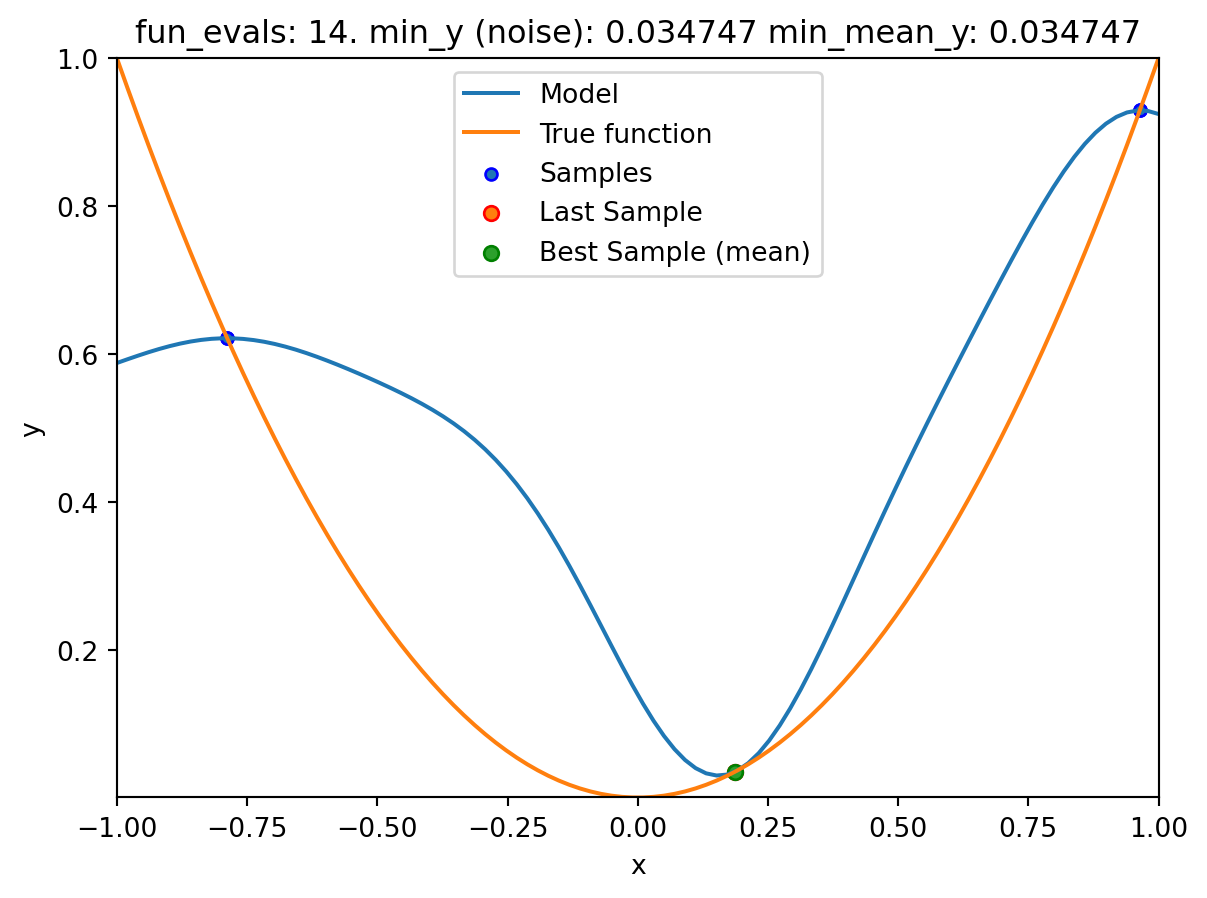 fun_evals: 14. min_y (noise): 0.034747 min_mean_y: 0.034747
Model
True function
Samples
Last Sample
Best Sample (mean)
1.0
0.8
0.6
0.4
0.2
y
−1.00 −0.75 −0.50 −0.25 0.00 0.25 0.50 0.75 1.00
x